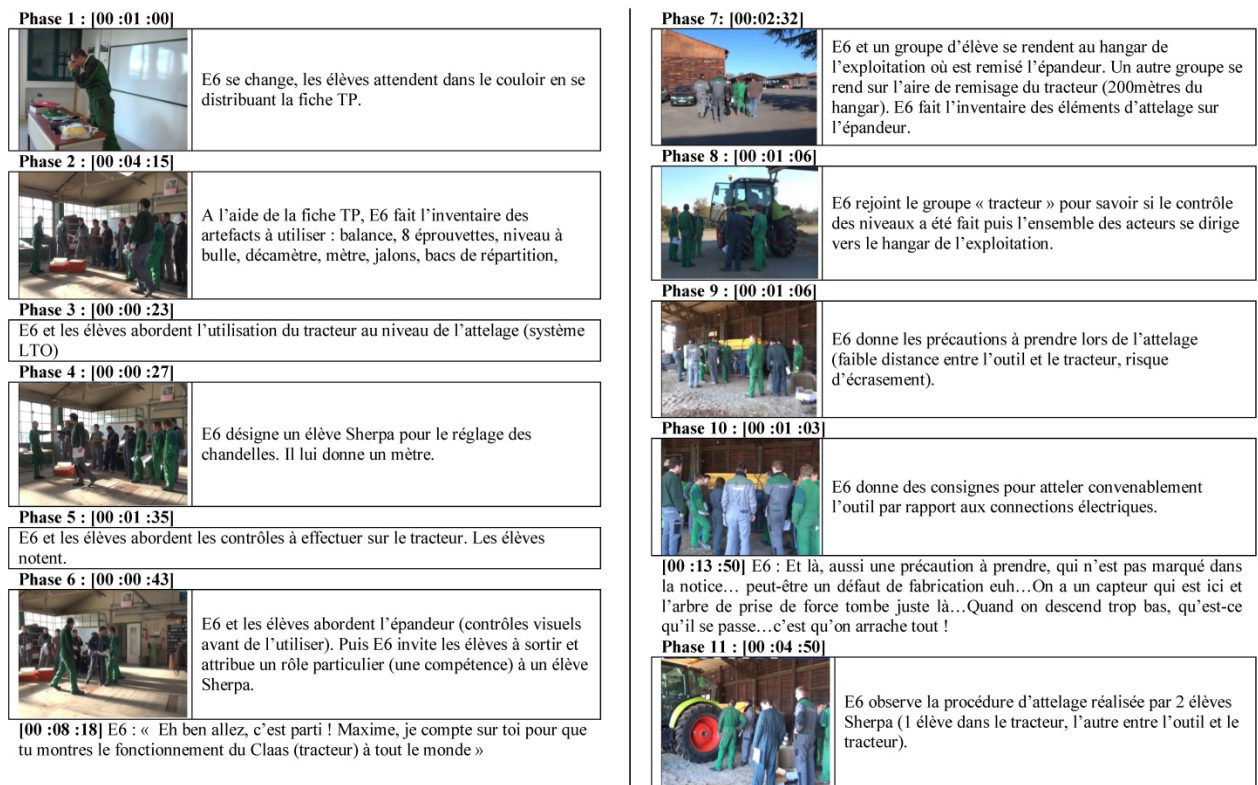 Phase 1 : [00 :01 :00]
E6 se change, les élèves attendent dans le couloir en se
distribuant la fiche TP.
Phase 2 : [00 :04 :15]
A l’aide de la fiche TP, E6 fait l’inventaire des
artefacts à utiliser : balance, 8 éprouvettes, niveau à
bulle, décamètre, mètre, jalons, bacs de répartition,
Phase 3 : [00 :00 :23]
E6 et les élèves abordent l’utilisation du tracteur au niveau de l’attelage (système
LTO)
Phase 4 : [00 :00 :27]
E6 désigne un élève Sherpa pour le réglage des
chandelles. Il lui donne un mètre.
Phase 5 : [00 :01 :35]
E6 et les élèves abordent les contrôles à effectuer sur le tracteur. Les élèves
notent.
Phase 6 : [00 :00 :43]
E6 et les élèves abordent l’épandeur (contrôles visuels
avant de l’utiliser). Puis E6 invite les élèves à sortir et
attribue un rôle particulier (une compétence) à un élève
Sherpa.
[00 :08 :18] E6 : « Eh ben allez, c’est parti ! Maxime, je compte sur toi pour que
tu montres le fonctionnement du Claas (tracteur) à tout le monde »
Phase 7: [00:02:32]
E6 et un groupe d’élève se rendent au hangar de
l’exploitation où est remisé l’épandeur. Un autre groupe se
rend sur l’aire de remisage du tracteur (200mètres du
hangar). E6 fait l’inventaire des éléments d’attelage sur
l’épandeur.
Phase 8 : [00 :01 :06]
E6 rejoint le groupe « tracteur » pour savoir si le contrôle
des niveaux a été fait puis l’ensemble des acteurs se dirige
vers le hangar de l’exploitation.
Phase 9 : [00 :01 :06]
E6 donne les précautions à prendre lors de l’attelage
(faible distance entre l’outil et le tracteur, risque
d’écrasement).
Phase 10 : [00 :01 :03]
E6 donne des consignes pour atteler convenablement
l’outil par rapport aux connections électriques.
[00 :13 :50] E6 : Et là, aussi une précaution à prendre, qui n’est pas marqué dans
la notice… peut-être un défaut de fabrication euh…On a un capteur qui est ici et
l’arbre de prise de force tombe juste là…Quand on descend trop bas, qu’est-ce
qu’il se passe…c’est qu’on arrache tout !
Phase 11 : [00 :04 :50]
E6 observe la procédure d’attelage réalisée par 2 élèves
Sherpa (1 élève dans le tracteur, l’autre entre l’outil et le
tracteur).